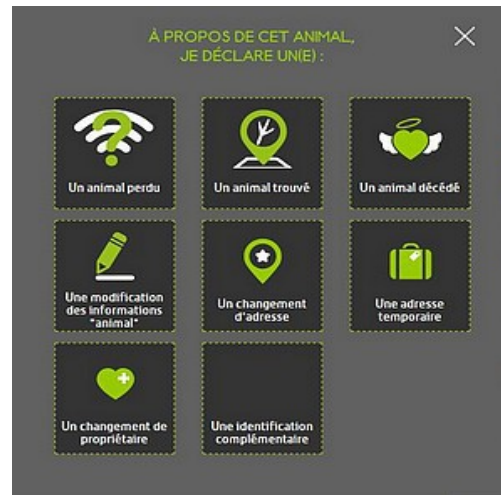 À PROPOS DE CET ANIMAL,
JE DÉCLARE UN(E) :
Un animal perdu
Un animal trouvé
Un animal décédé
Une modification
des informations
"animal"
Un changement
d'adresse
Une adresse
temporaire
Un changement de
propriétaire
Une identification
complémentaire